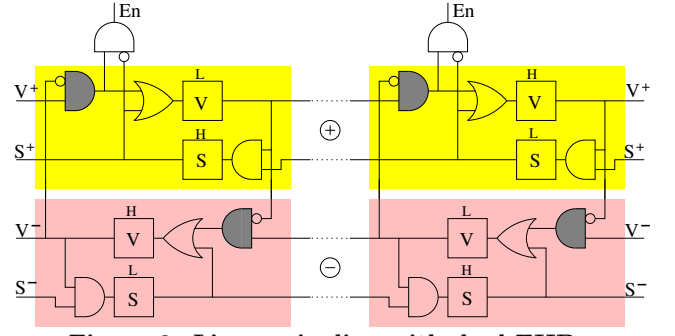 En En
L H
V⁺ V V V⁺
H L
S⁺ S + S S⁺
H L
V⁻ V V V⁻
L − H
S⁻ S S S⁻